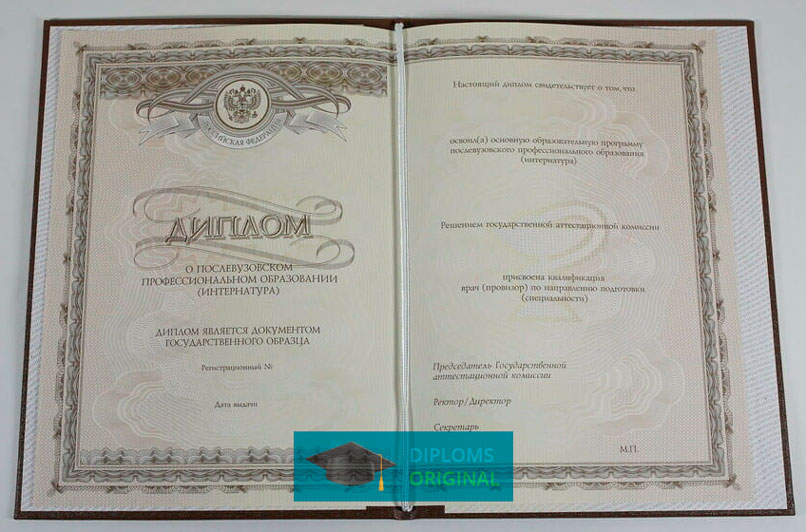 РОССИЙСКАЯ ФЕДЕРАЦИЯ
ДИПЛОМ
О ПОСЛЕВУЗОВСКОМ
ПРОФЕССИОНАЛЬНОМ ОБРАЗОВАНИИ
(ИНТЕРНАТУРА)
ДИПЛОМ ЯВЛЯЕТСЯ ДОКУМЕНТОМ
ГОСУДАРСТВЕННОГО ОБРАЗЦА
Регистрационный №
Дата выдачи
Настоящий диплом свидетельствует о том, что
освоил(а) основную образовательную программу
послевузовского профессионального образования
(интернатура)
Решением государственной аттестационной комиссии
присвоена квалификация
врач (провизор) по направлению подготовки
(специальности)
Председатель Государственной
аттестационной комиссии
Ректор/Директор
Секретарь
М.П.
DIPLOMS
ORIGINAL